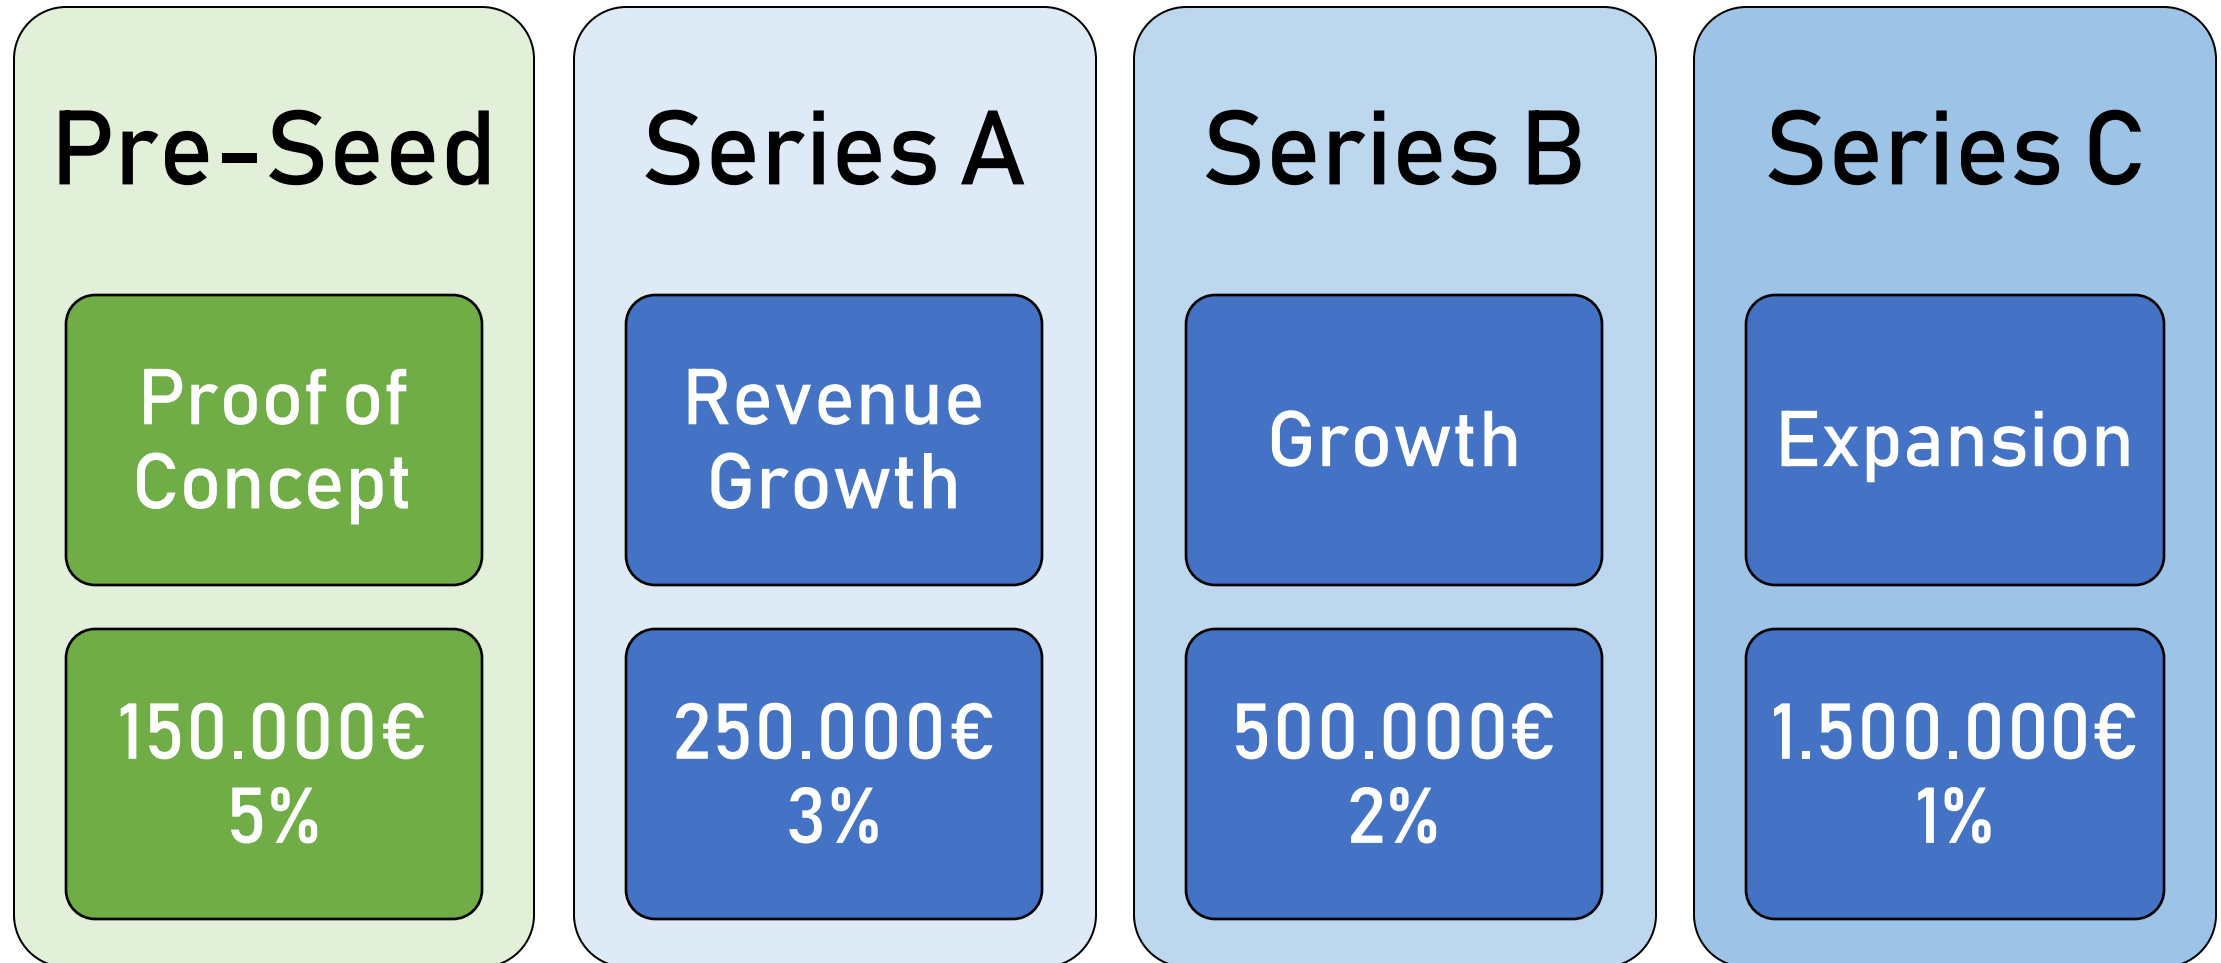 Pre-Seed
Proof of
Concept
150.000€
5%
Series A
Revenue
Growth
250.000€
3%
Series B
Growth
500.000€
2%
Series C
Expansion
1.500.000€
1%